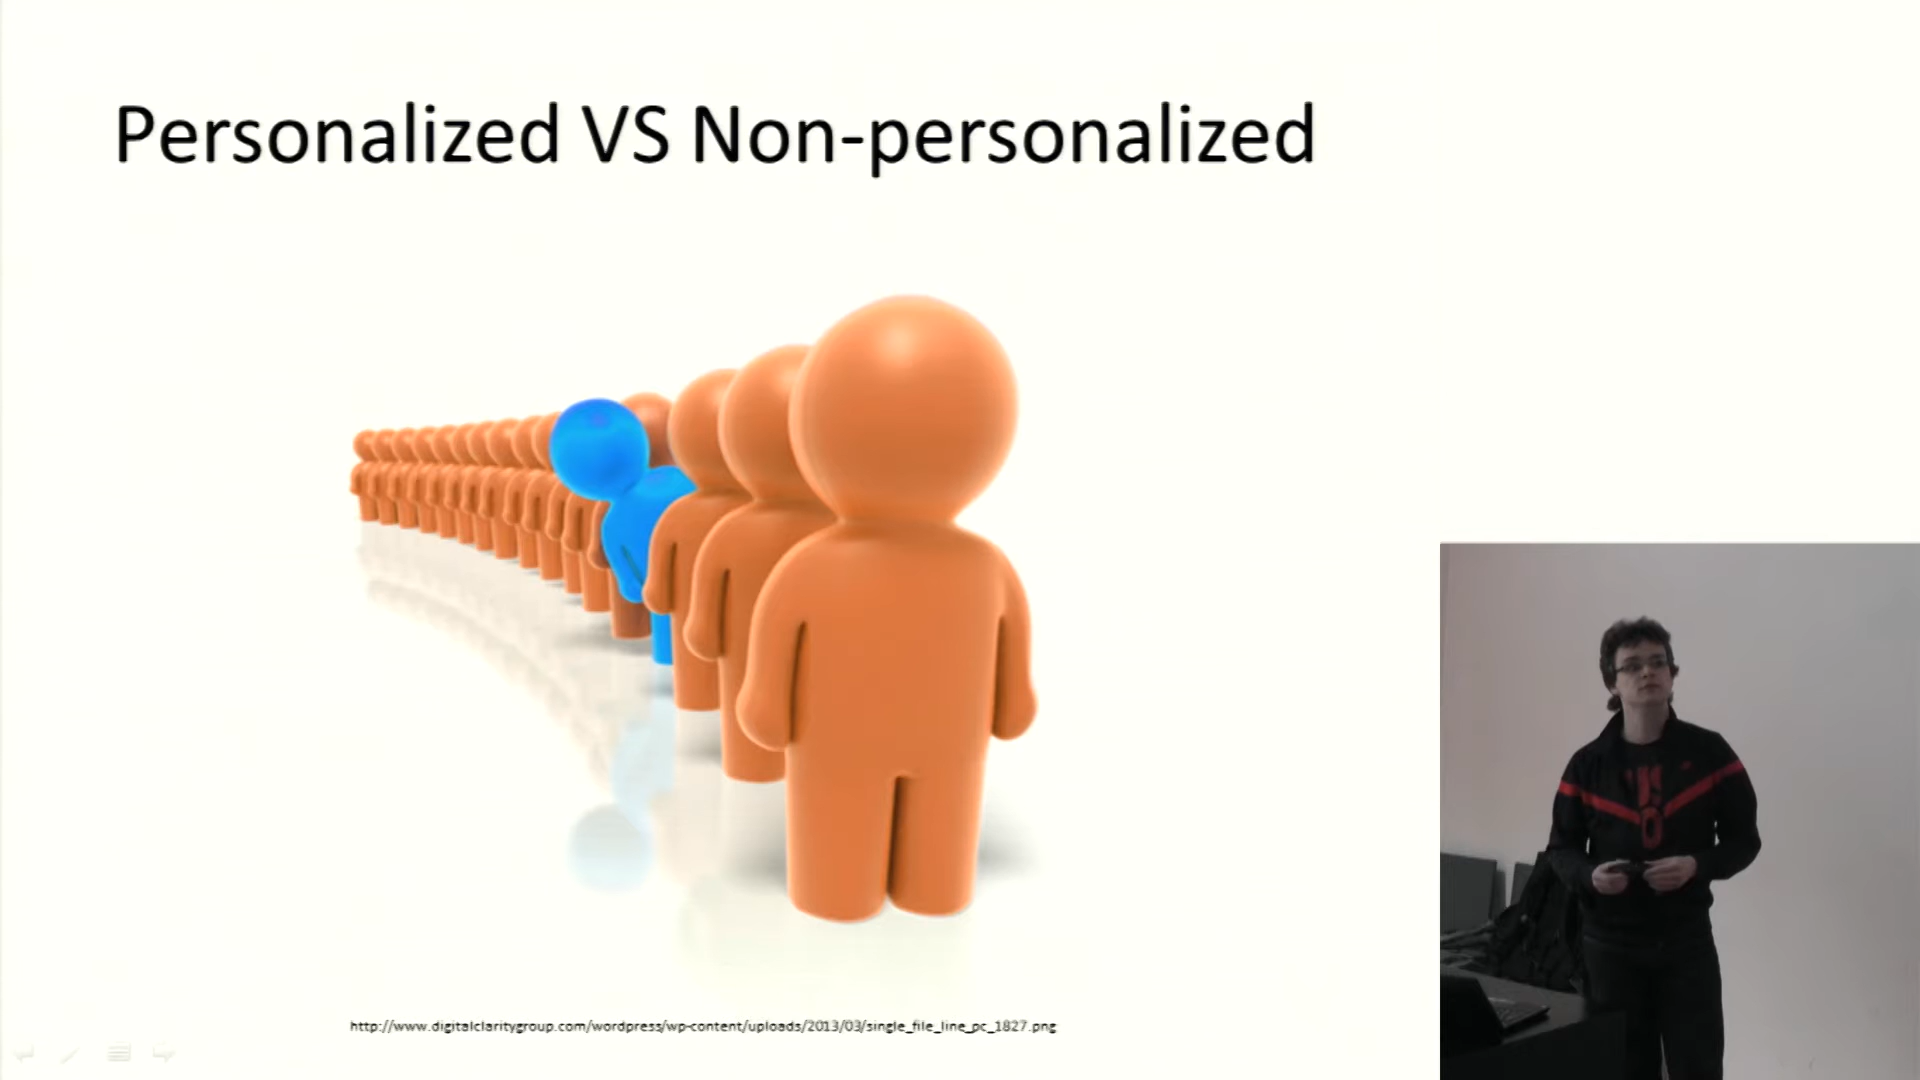 Personalized VS Non-personalized
http://www.digitalclaritygroup.com/wordpress/wp-content/uploads/2013/03/single_file_line_pc_1827.png